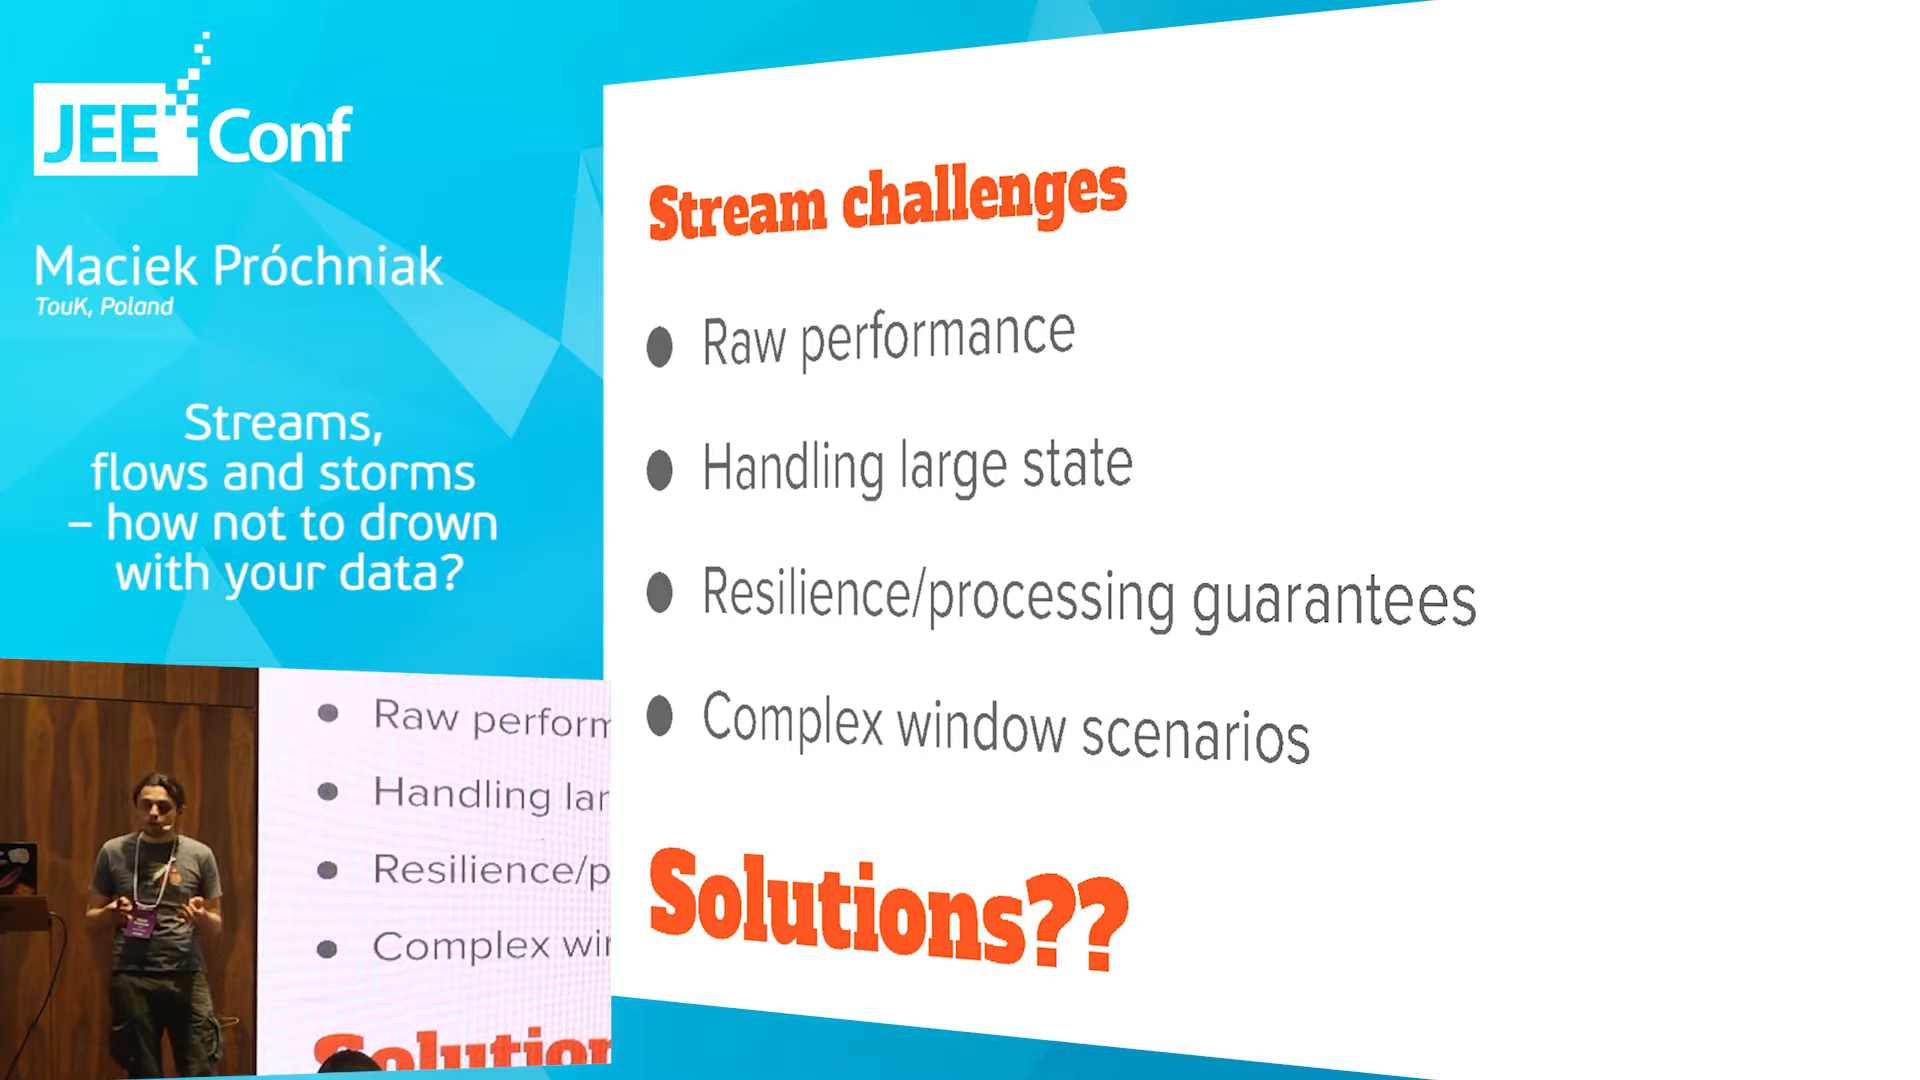 JEE Conf
Maciek Próchniak
TouK, Poland
Streams,
flows and storms
– how not to drown
with your data?
Stream challenges
● Raw performance
● Handling large state
● Resilience/processing guarantees
● Complex window scenarios
Solutions??
● Raw perform
● Handling lar
● Resilience/p
● Complex wi
Solution